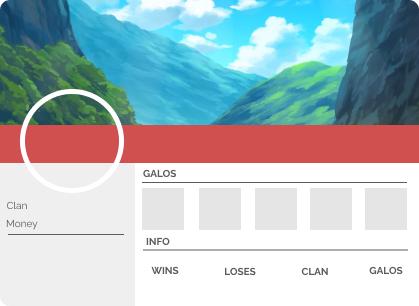 GALOS
Clan
Money
INFO
WINS LOSES CLAN GALOS